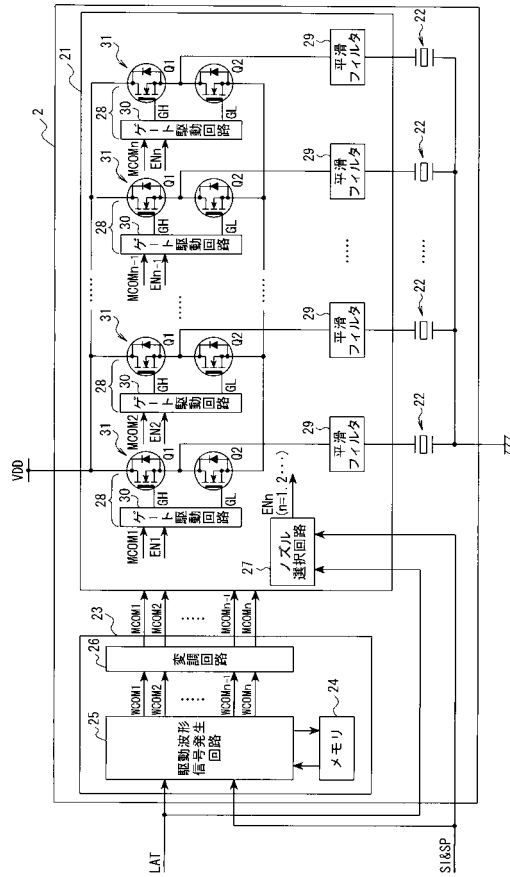 2
21
VDD
31
28
30
ゲート駆動回路
MCOM1
EN1
GH
GL
Q1
Q2
31
28
30
ゲート駆動回路
MCOM2
EN2
GH
GL
Q1
Q2
……
……
31
28
30
ゲート駆動回路
MCOMn-1
ENn-1
GH
GL
Q1
Q2
31
28
30
ゲート駆動回路
MCOMn
ENn
GH
GL
Q1
Q2
29
平滑
フィルタ
22
29
平滑
フィルタ
22
……
……
29
平滑
フィルタ
22
29
平滑
フィルタ
22
27
ノズル
選択回路
ENn
(n=1,2···)
23
MCOM1
MCOM2
……
MCOMn-1
MCOMn
26
変調回路
WCOM1
WCOM2
……
WCOMn-1
WCOMn
25
駆動波形
信号発生
回路
24
メモリ
LAT
SI&SP